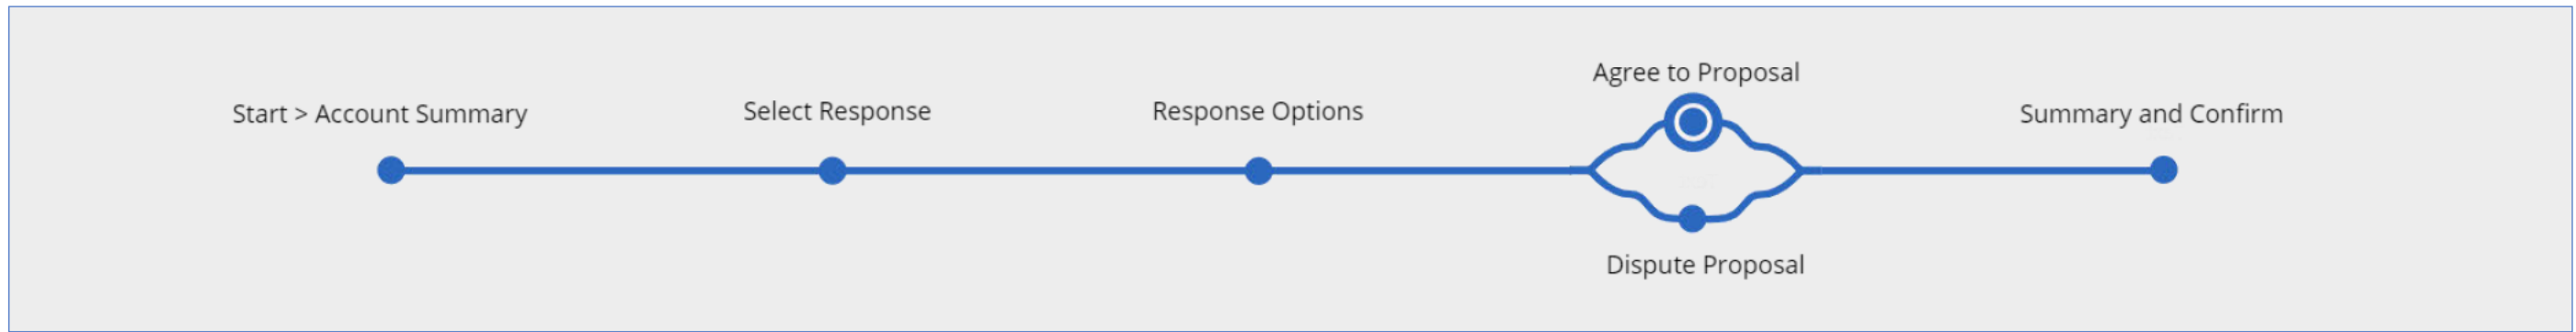 Start > Account Summary
Select Response
Response Options
Agree to Proposal
Dispute Proposal
Summary and Confirm